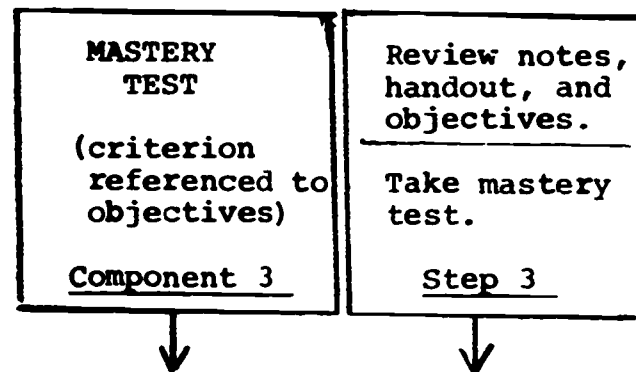 MASTERY
TEST
(criterion
referenced to
objectives)
Component 3
Review notes,
handout, and
objectives.
Take mastery
test.
Step 3